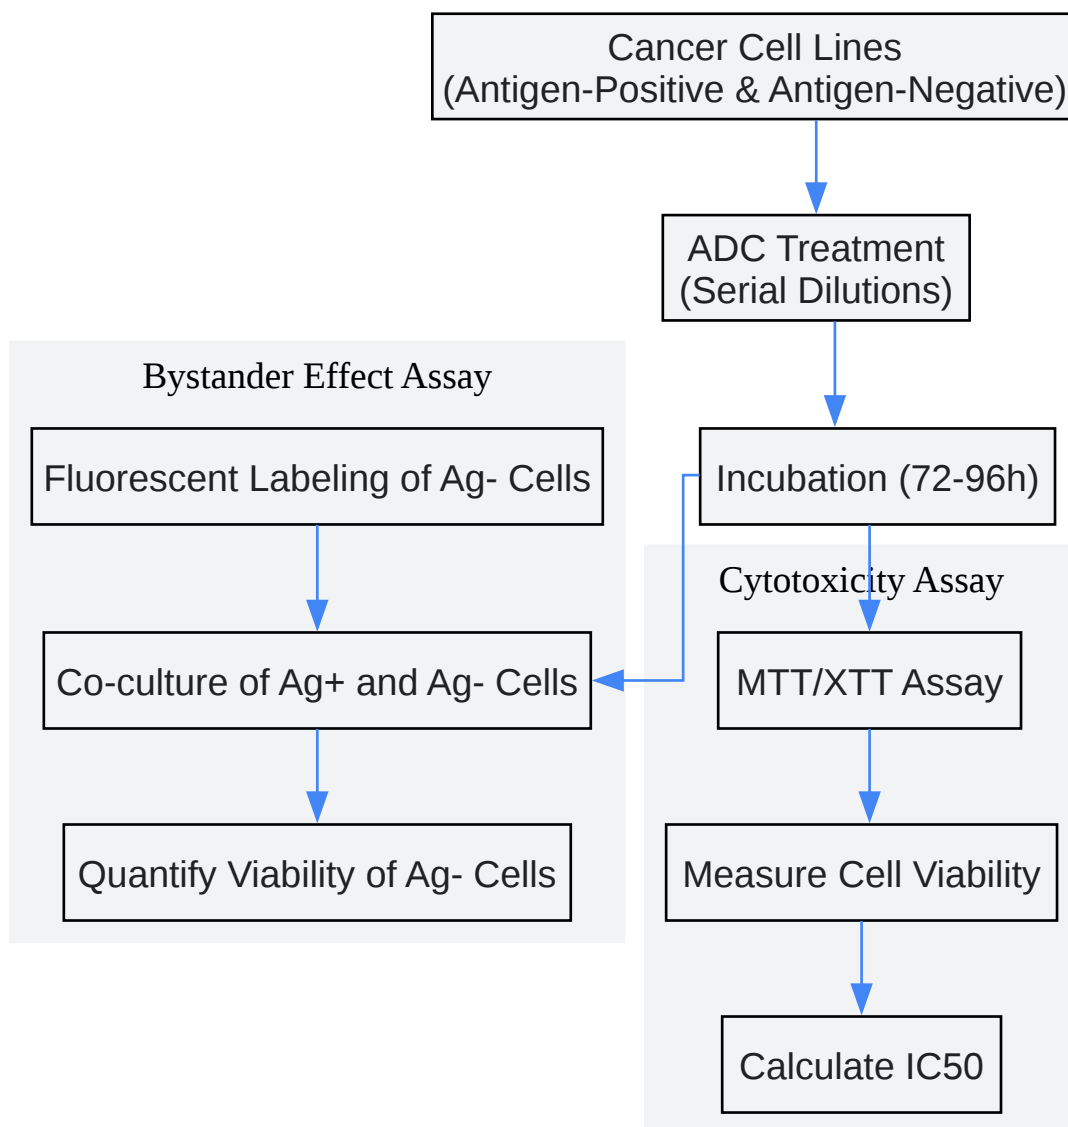 Cancer Cell Lines
(Antigen-Positive & Antigen-Negative)
ADC Treatment
(Serial Dilutions)
Bystander Effect Assay
Fluorescent Labeling of Ag- Cells
Incubation (72-96h)
Cytotoxicity Assay
Co-culture of Ag+ and Ag- Cells
MTT/XTT Assay
Quantify Viability of Ag- Cells
Measure Cell Viability
Calculate IC50